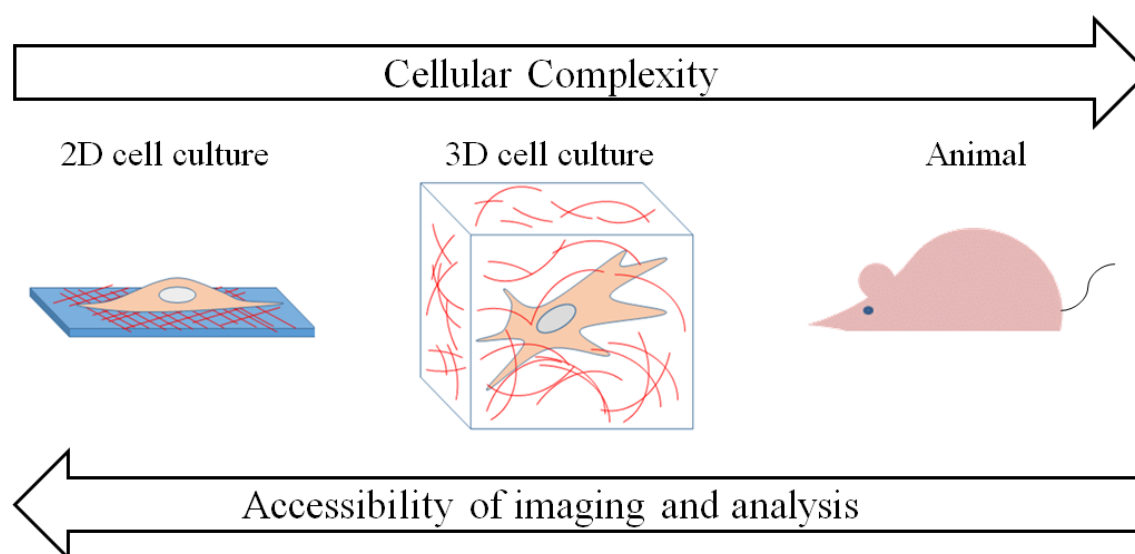 Cellular Complexity
2D cell culture
3D cell culture
Animal
Accessibility of imaging and analysis